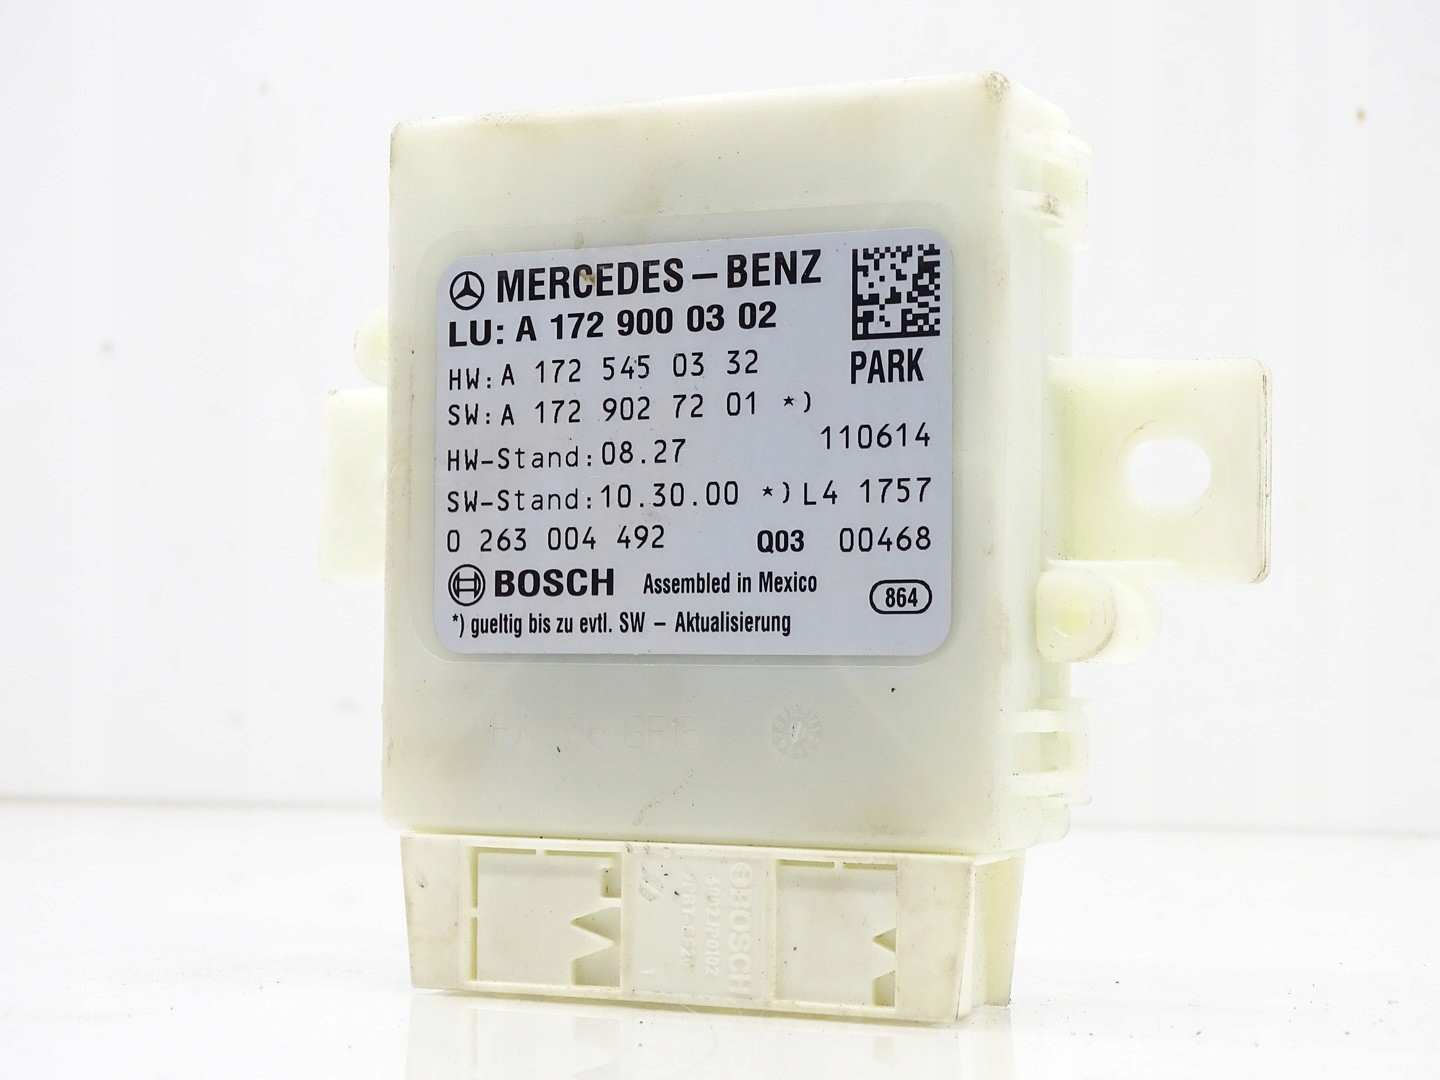 MERCEDES-BENZ
LU: A 172 900 03 02
PARK
HW: A 172 545 03 32
SW: A 172 902 72 01 *)
110614
HW-Stand: 08.27
SW-Stand: 10.30.00 *) L4 1757
0 263 004 492 Q03 00468
BOSCH Assembled in Mexico
864
*) gueltig bis zu evtl. SW - Aktualisierung
BOSCH